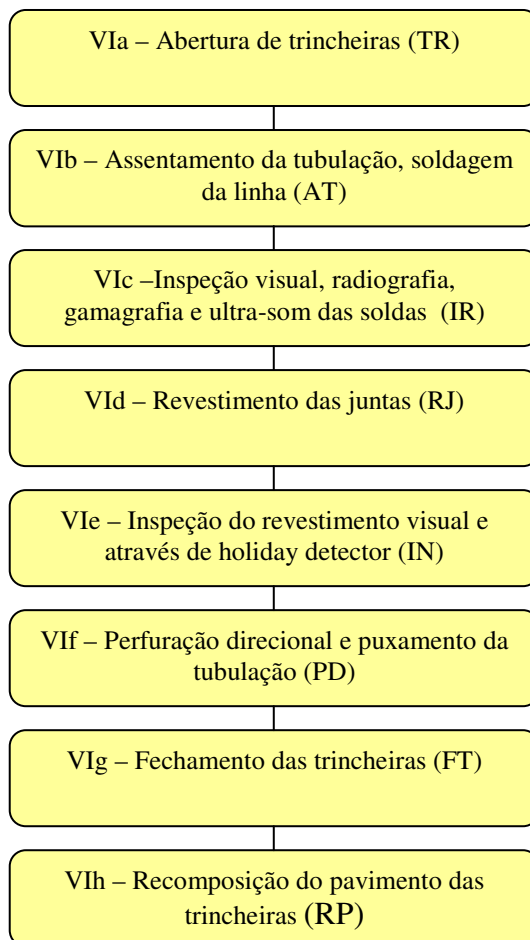 VIa – Abertura de trincheiras (TR)
VIb – Assentamento da tubulação, soldagem
da linha (AT)
VIc –Inspeção visual, radiografia,
gamagrafia e ultra-som das soldas (IR)
VId – Revestimento das juntas (RJ)
VIe – Inspeção do revestimento visual e
através de holiday detector (IN)
VIf – Perfuração direcional e puxamento da
tubulação (PD)
VIg – Fechamento das trincheiras (FT)
VIh – Recomposição do pavimento das
trincheiras (RP)